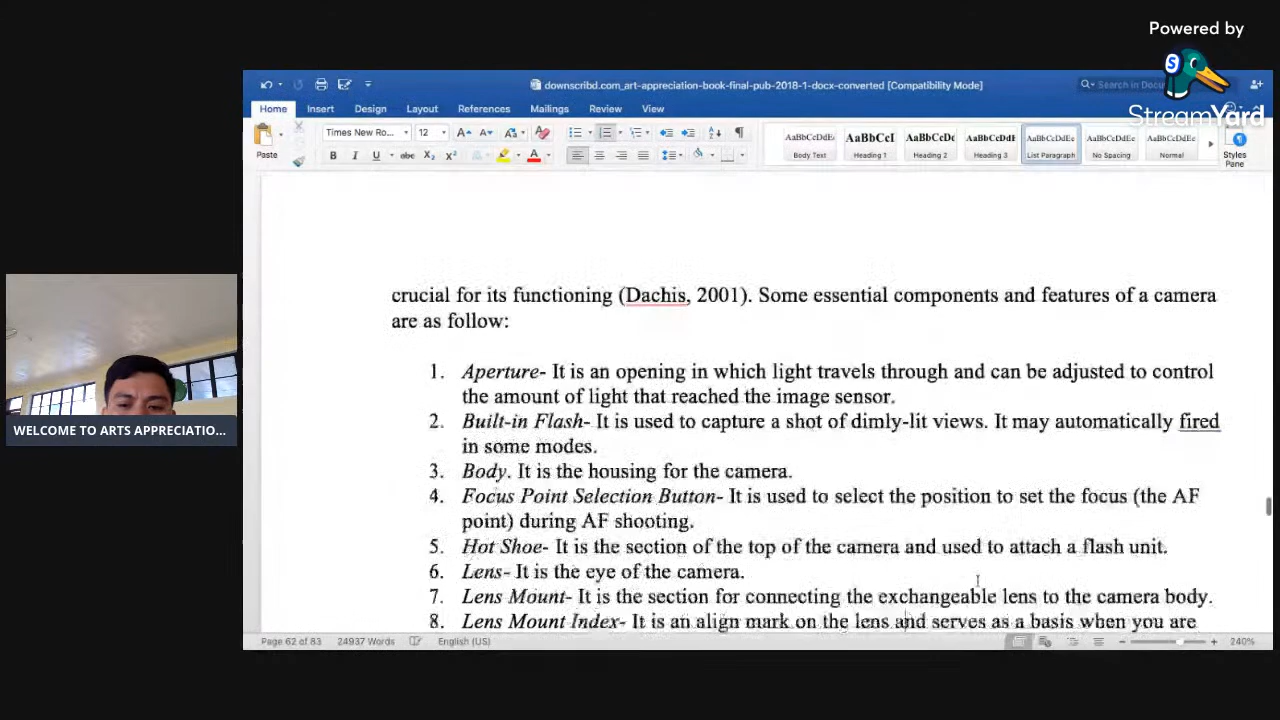 Powered by
StreamYard
downscribd.com_art-appreciation-book-final-pub-2018-1-docx-converted [Compatibility Mode]
Home Insert Design Layout References Mailings Review View
Times New Ro... 12
Paste
AaBbCcDdEe AaBbCcI AaBbCcDc AaBbCcDdH AaBbCcDdEe AaBbCcDdEe AaBbCcDdEe
Body Text Heading 1 Heading 2 Heading 3 List Paragraph No Spacing Normal Styles Pane
crucial for its functioning (Dachis, 2001). Some essential components and features of a camera
are as follow:
1. Aperture- It is an opening in which light travels through and can be adjusted to control
the amount of light that reached the image sensor.
2. Built-in Flash- It is used to capture a shot of dimly-lit views. It may automatically fired
in some modes.
3. Body. It is the housing for the camera.
4. Focus Point Selection Button- It is used to select the position to set the focus (the AF
point) during AF shooting.
5. Hot Shoe- It is the section of the top of the camera and used to attach a flash unit.
6. Lens- It is the eye of the camera.
7. Lens Mount- It is the section for connecting the exchangeable lens to the camera body.
8. Lens Mount Index- It is an align mark on the lens and serves as a basis when you are
WELCOME TO ARTS APPRECIATIO...
Page 62 of 83 24937 Words English (US) 240%